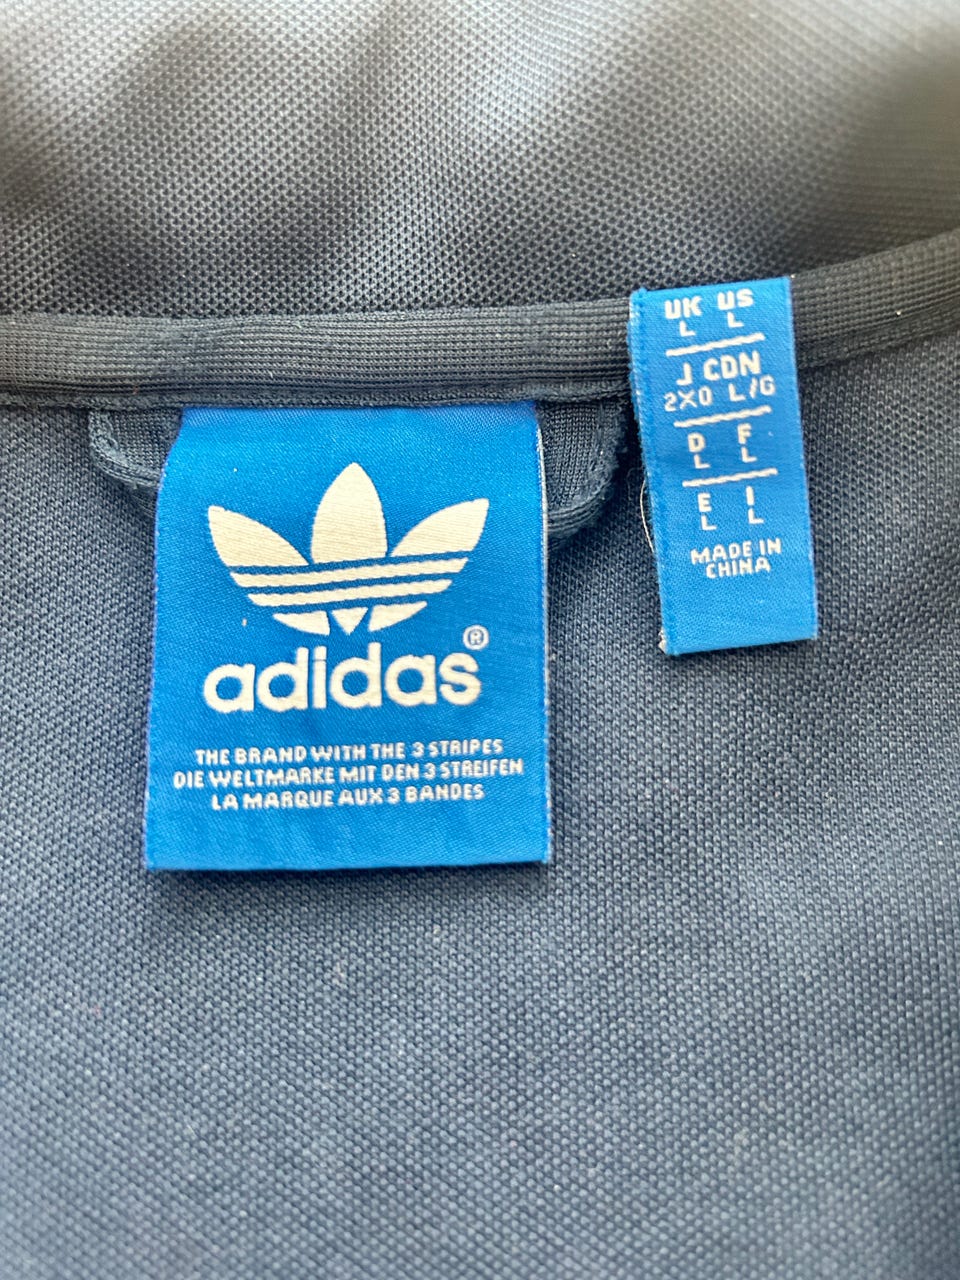 adidas®
THE BRAND WITH THE 3 STRIPES
DIE WELTMARKE MIT DEN 3 STREIFEN
LA MARQUE AUX 3 BANDES
UK US
L L
J CDN
2XO L/G
D F
L L
E I
L L
MADE IN
CHINA